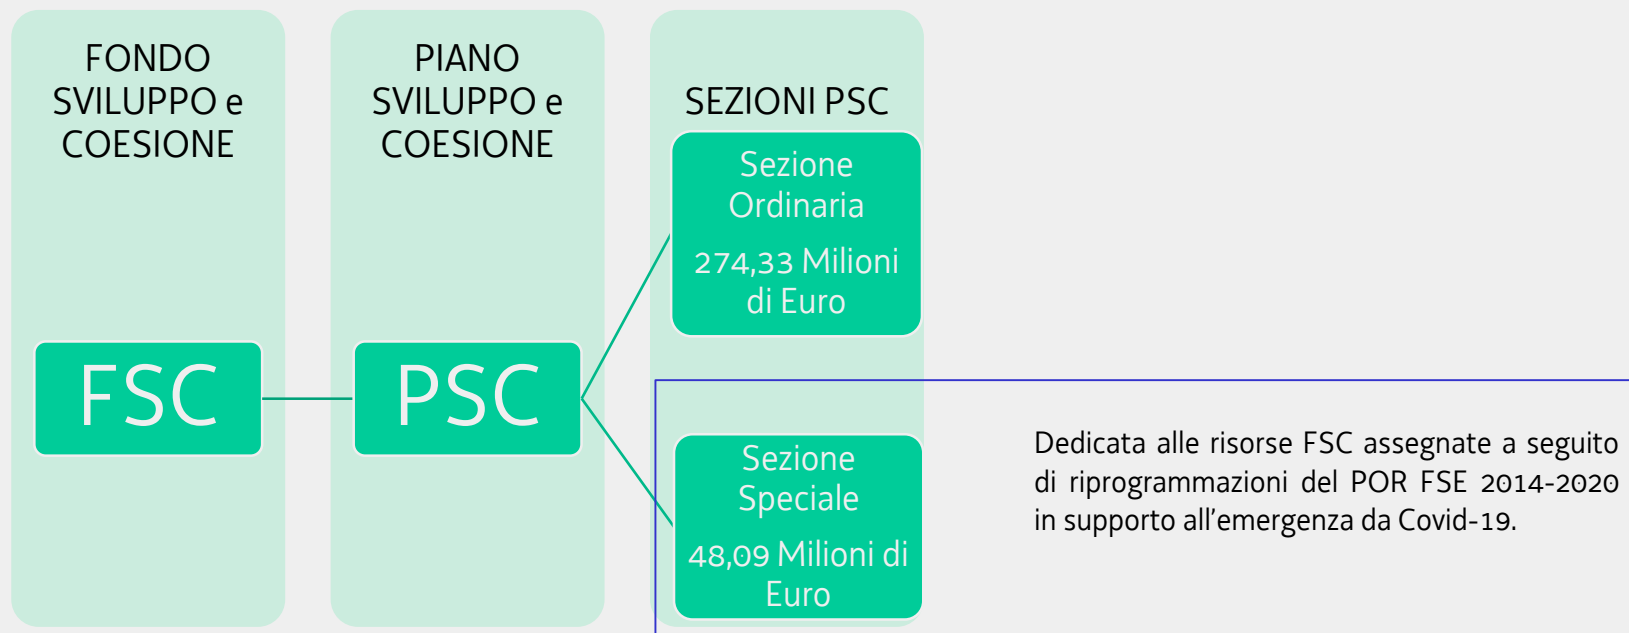 FONDO
SVILUPPO e
COESIONE
FSC
PIANO
SVILUPPO e
COESIONE
PSC
SEZIONI PSC
Sezione
Ordinaria
274,33 Milioni
di Euro
Sezione
Speciale
48,09 Milioni di
Euro
Dedicata alle risorse FSC assegnate a seguito
di riprogrammazioni del POR FSE 2014-2020
in supporto all'emergenza da Covid-19.